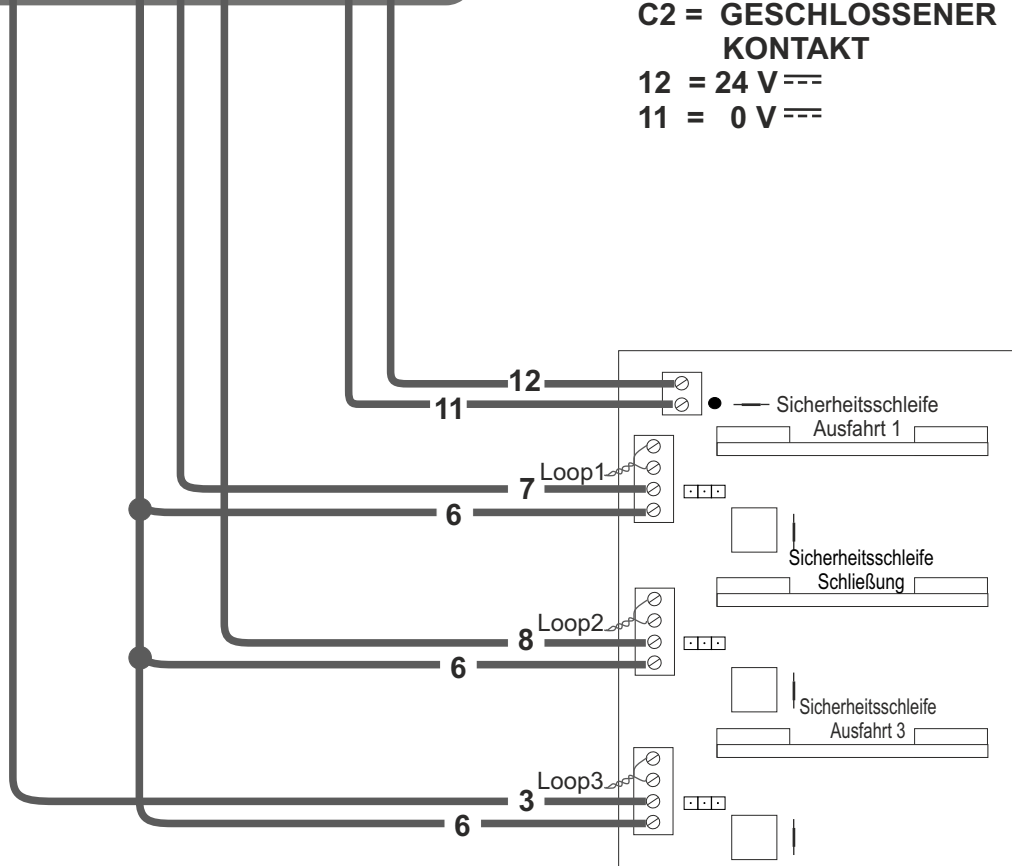 C2 = GESCHLOSSENER
KONTAKT
12 = 24 V
11 = 0 V
12
11
Sicherheitsschleife
Ausfahrt 1
Loop1
7
6
Sicherheitsschleife
Schließung
Loop2
8
6
Sicherheitsschleife
Ausfahrt 3
Loop3
3
6